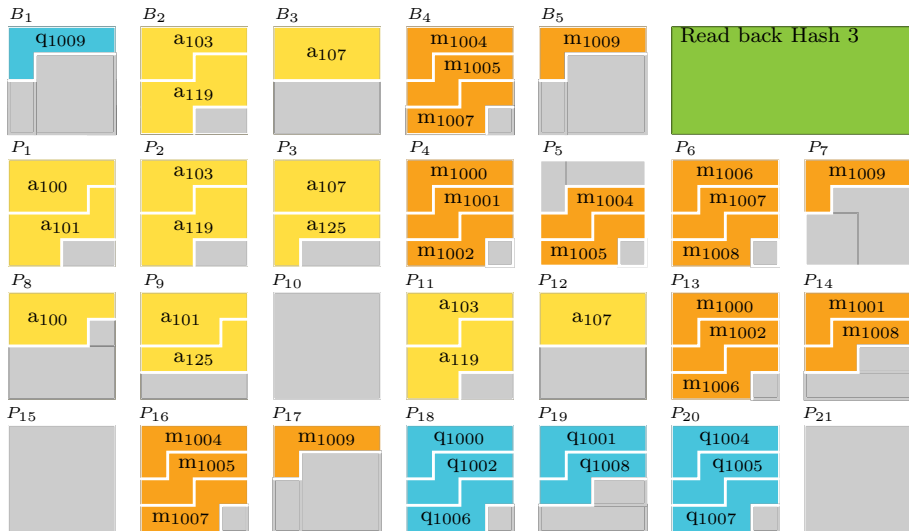 B1 B2 B3 B4 B5
q1009 a103 a107 m1004 m1009 Read back Hash 3
m1005
a119
m1007
P1 P2 P3 P4 P5 P6 P7
a100 a103 a107 m1000 m1006 m1009
m1001 m1004 m1007
a101 a119 a125
m1002 m1005 m1008
P8 P9 P10 P11 P12 P13 P14
a100 a101 a103 a107 m1000 m1001
m1002 m1008
a125 a119
m1006
P15 P16 P17 P18 P19 P20 P21
m1004 m1009 q1000 q1001 q1004
m1005 q1002 q1008 q1005
m1007 q1006 q1007